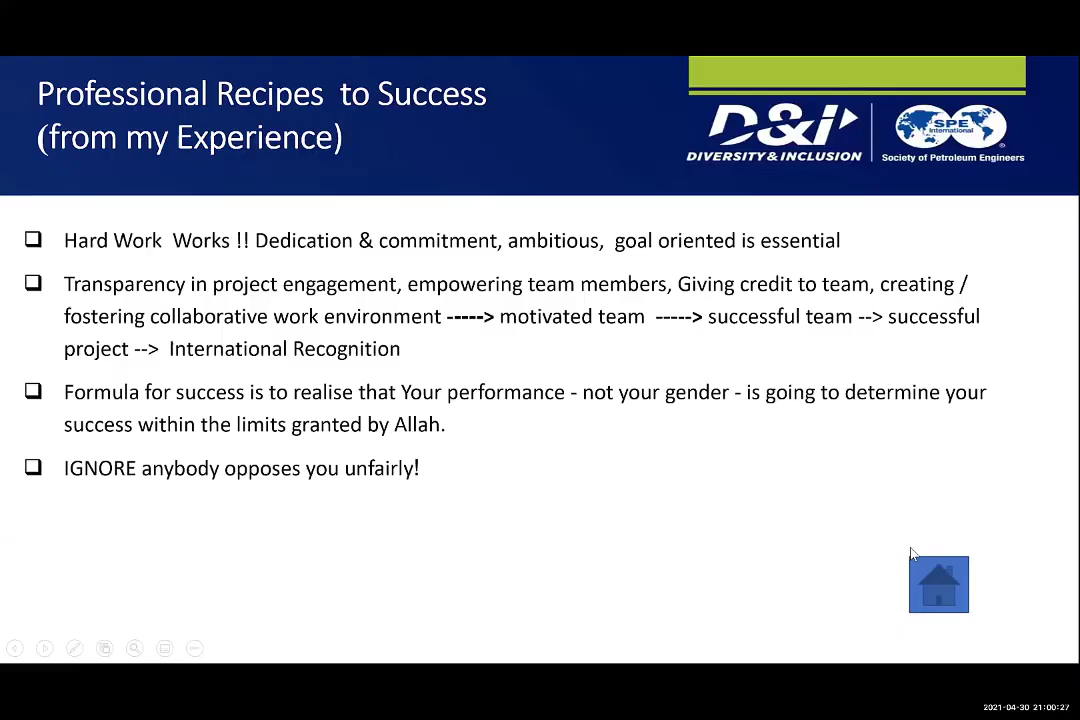 Professional Recipes  to Success
(from my Experience)
D&I
DIVERSITY & INCLUSION
SPE
International
Society of Petroleum Engineers
Hard Work  Works !! Dedication & commitment, ambitious,  goal oriented is essential
Transparency in project engagement, empowering team members, Giving credit to team, creating /
fostering collaborative work environment -----> motivated team  -----> successful team --> successful
project -->  International Recognition
Formula for success is to realise that Your performance - not your gender - is going to determine your
success within the limits granted by Allah.
IGNORE anybody opposes you unfairly!
2021-04-30 21:00:27